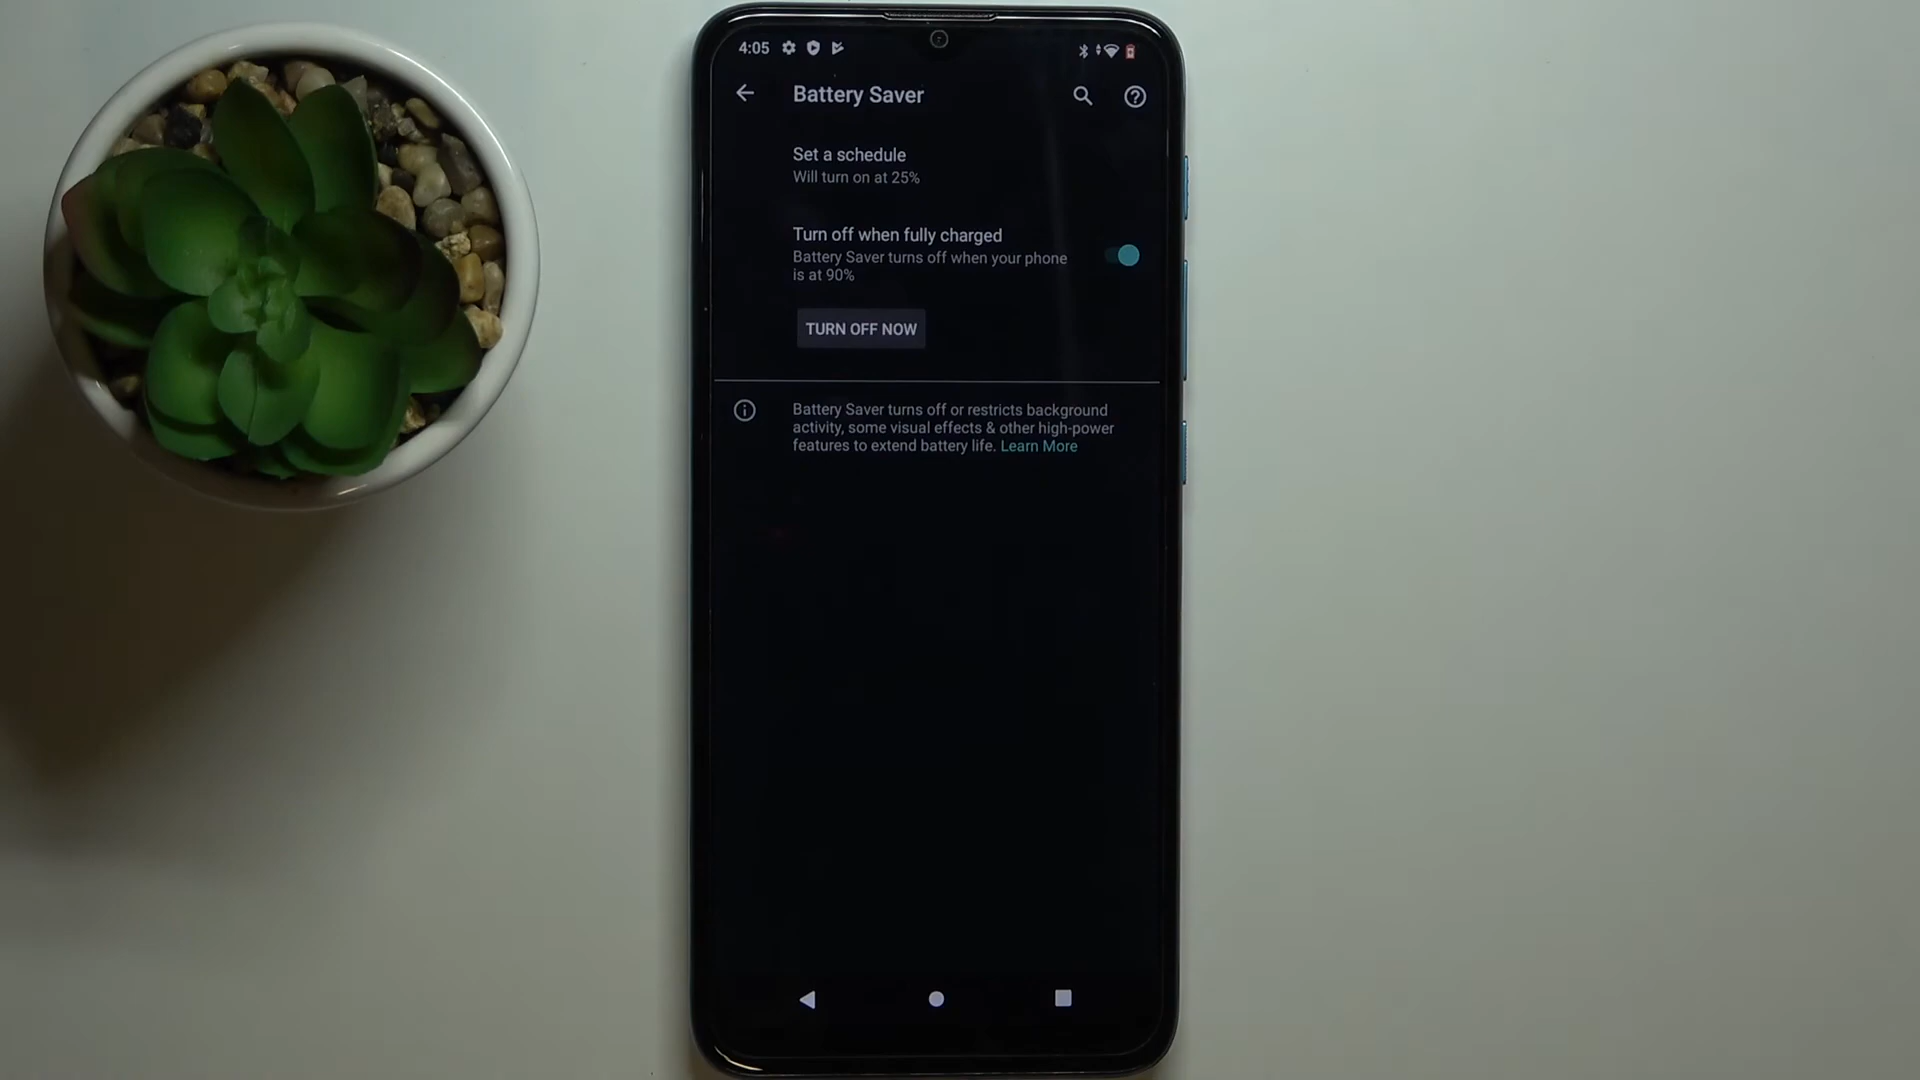 4:05
Battery Saver
Set a schedule
Will turn on at 25%
Turn off when fully charged
Battery Saver turns off when your phone
is at 90%
TURN OFF NOW
Battery Saver turns off or restricts background
activity, some visual effects & other high-power
features to extend battery life. Learn More